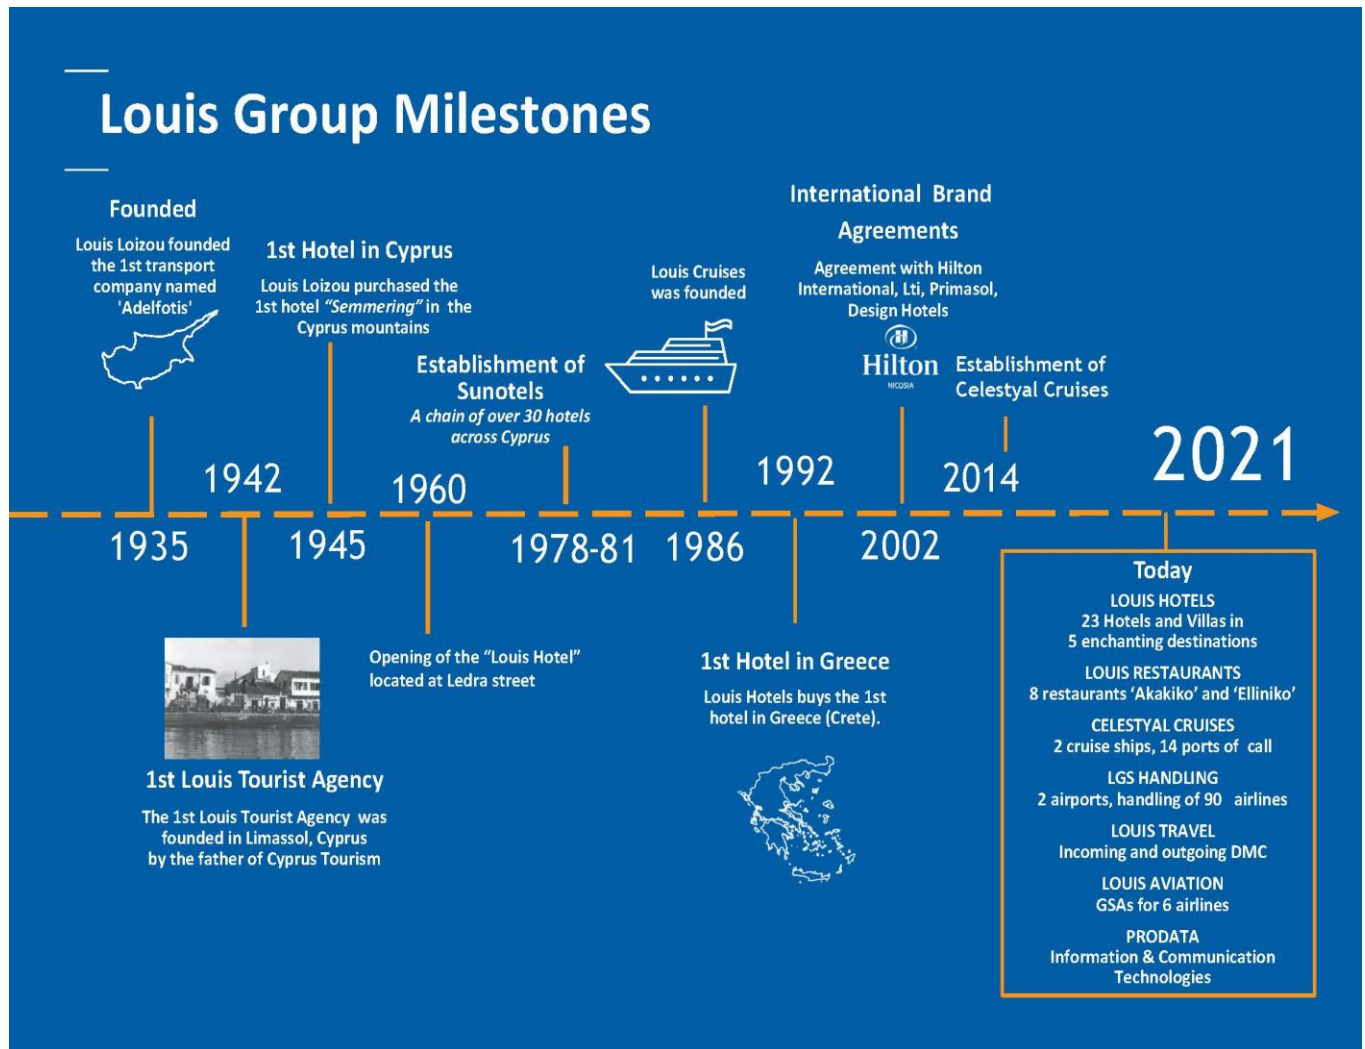 Louis Group Milestones
Founded
Louis Loizou founded
the 1st transport
company named
'Adelfotis'
1935
1942
1st Louis Tourist Agency
The 1st Louis Tourist Agency was
founded in Limassol, Cyprus
by the father of Cyprus Tourism
1st Hotel in Cyprus
Louis Loizou purchased the
1st hotel “Semmering” in the
Cyprus mountains
1945
1960
Opening of the “Louis Hotel”
located at Ledra street
Establishment of
Sunotels
A chain of over 30 hotels
across Cyprus
1978-81
Louis Cruises
was founded
1986
1992
1st Hotel in Greece
Louis Hotels buys the 1st
hotel in Greece (Crete).
International Brand
Agreements
Agreement with Hilton
International, Lti, Primasol,
Design Hotels
H
Hilton
NICOSIA
2002
Establishment of
Celestyal Cruises
2014
2021
Today
LOUIS HOTELS
23 Hotels and Villas in
5 enchanting destinations
LOUIS RESTAURANTS
8 restaurants ‘Akakiko’ and ‘Elliniko’
CELESTYAL CRUISES
2 cruise ships, 14 ports of call
LGS HANDLING
2 airports, handling of 90 airlines
LOUIS TRAVEL
Incoming and outgoing DMC
LOUIS AVIATION
GSAs for 6 airlines
PRODATA
Information & Communication
Technologies